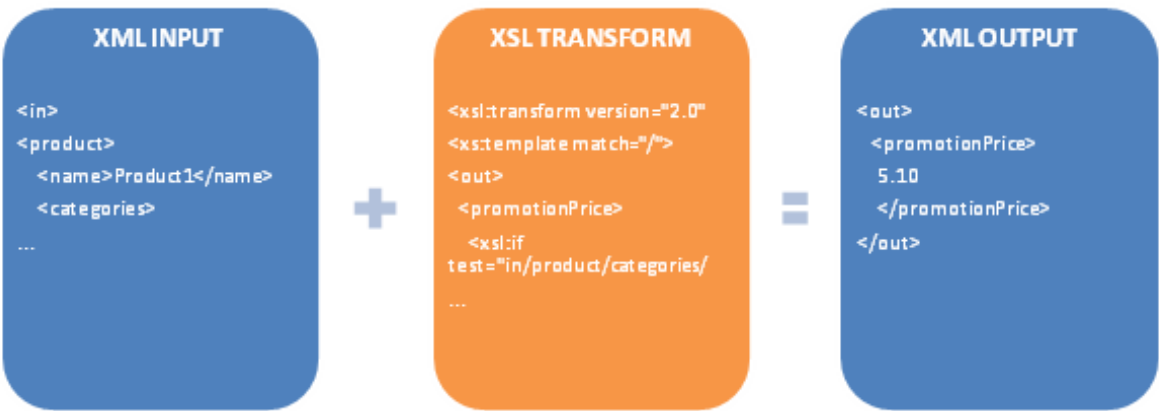 XML INPUT
<in>
<product>
<name>Product1</name>
<categories>
...
XSL TRANSFORM
<xsl:transform version="2.0"
<xs:template match="/">
<out>
<promotionPrice>
<xsl:if
test="in/product/categories/
...
XML OUTPUT
<out>
<promotionPrice>
5.10
</promotionPrice>
</out>